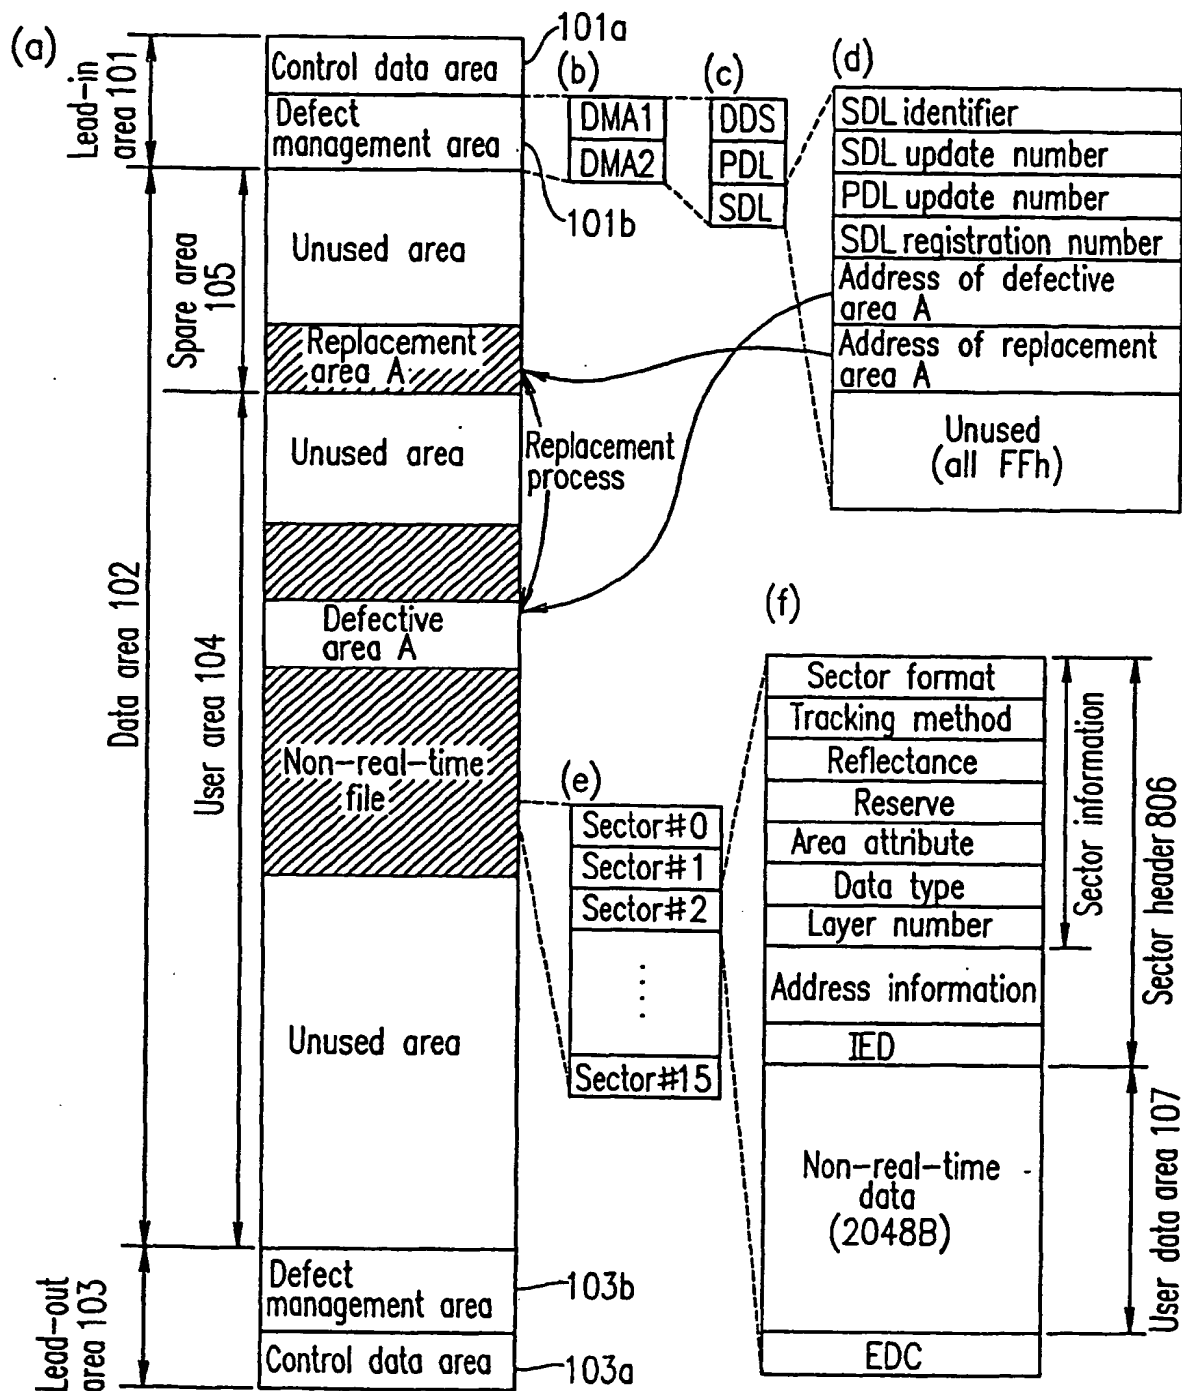 (a)
Lead-in
area 101
Data area 102
Spare area
105
User area 104
Lead-out
area 103
101a
Control data area
Defect
management area
101b
Unused area
Replacement
area A
Unused area
Replacement
process
Defective
area A
Non-real-time
file
Unused area
Defect
management area
103b
Control data area
103a
(b)
DMA1
DMA2
(c)
DDS
PDL
SDL
(d)
SDL identifier
SDL update number
PDL update number
SDL registration number
Address of defective
area A
Address of replacement
area A
Unused
(all FFh)
(e)
Sector#0
Sector#1
Sector#2
Sector#15
(f)
Sector format
Tracking method
Reflectance
Reserve
Area attribute
Data type
Layer number
Address information
IED
Non-real-time
data
(2048B)
EDC
Sector information
Sector header 806
User data area 107